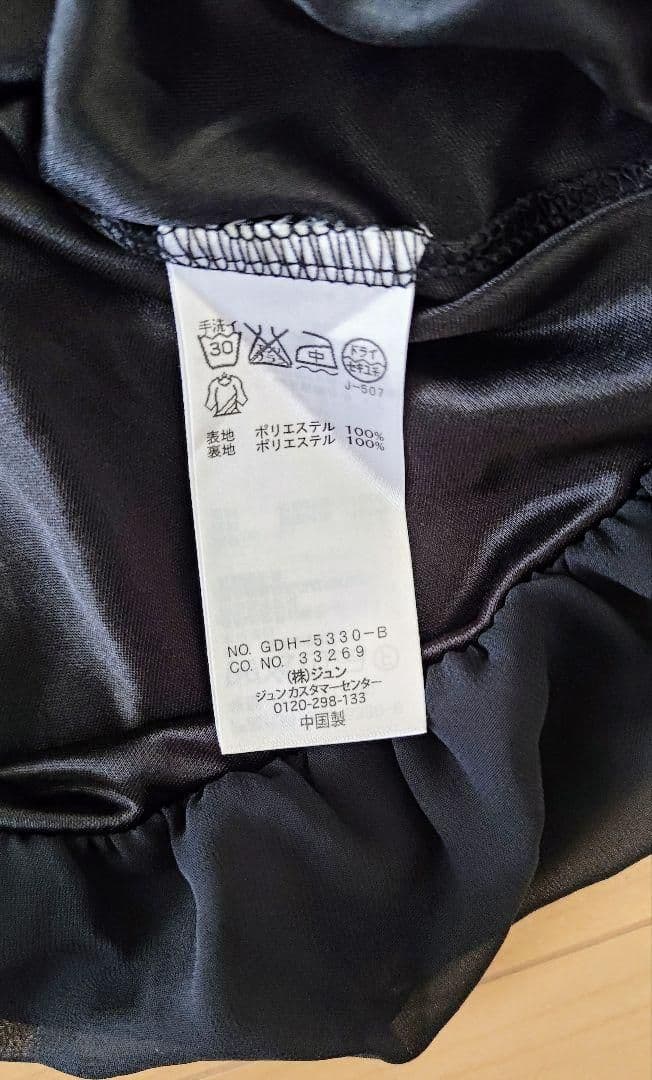 手洗イ
30 中 ドライ
セキユ系
J-507
表地 ポリエステル 100%
裏地 ポリエステル 100%
NO. GDH-5330-B
CO. NO. 33269
(株)ジュン
ジュンカスタマーセンター
0120-298-133
中国製